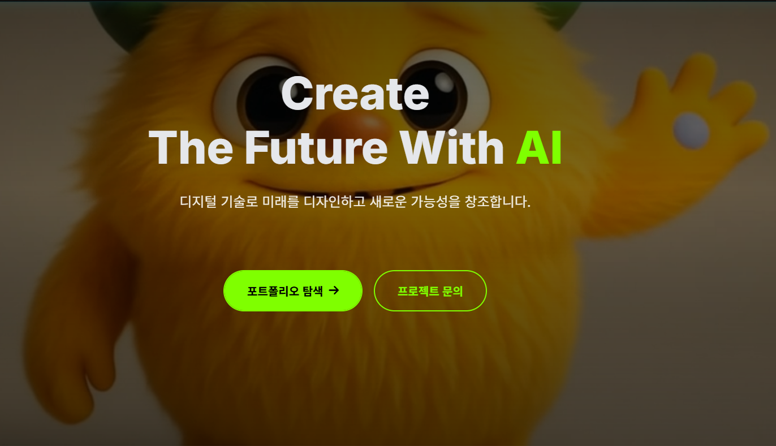 Create
The Future With AI
디지털 기술로 미래를 디자인하고 새로운 가능성을 창조합니다.
포트폴리오 탐색 →
프로젝트 문의